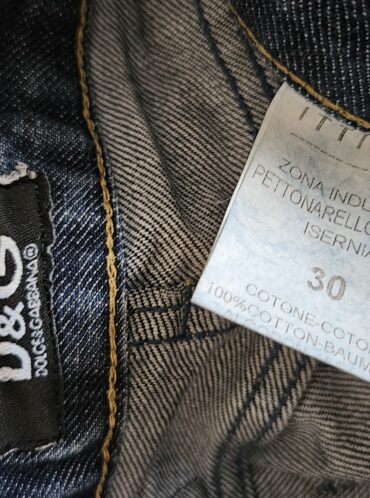 D&G
DOLCE&GABBANA®
ZONA INDU
PETTONARELLO
ISERNIA
30
COTONE-COTO
100%COTTON-BAUM